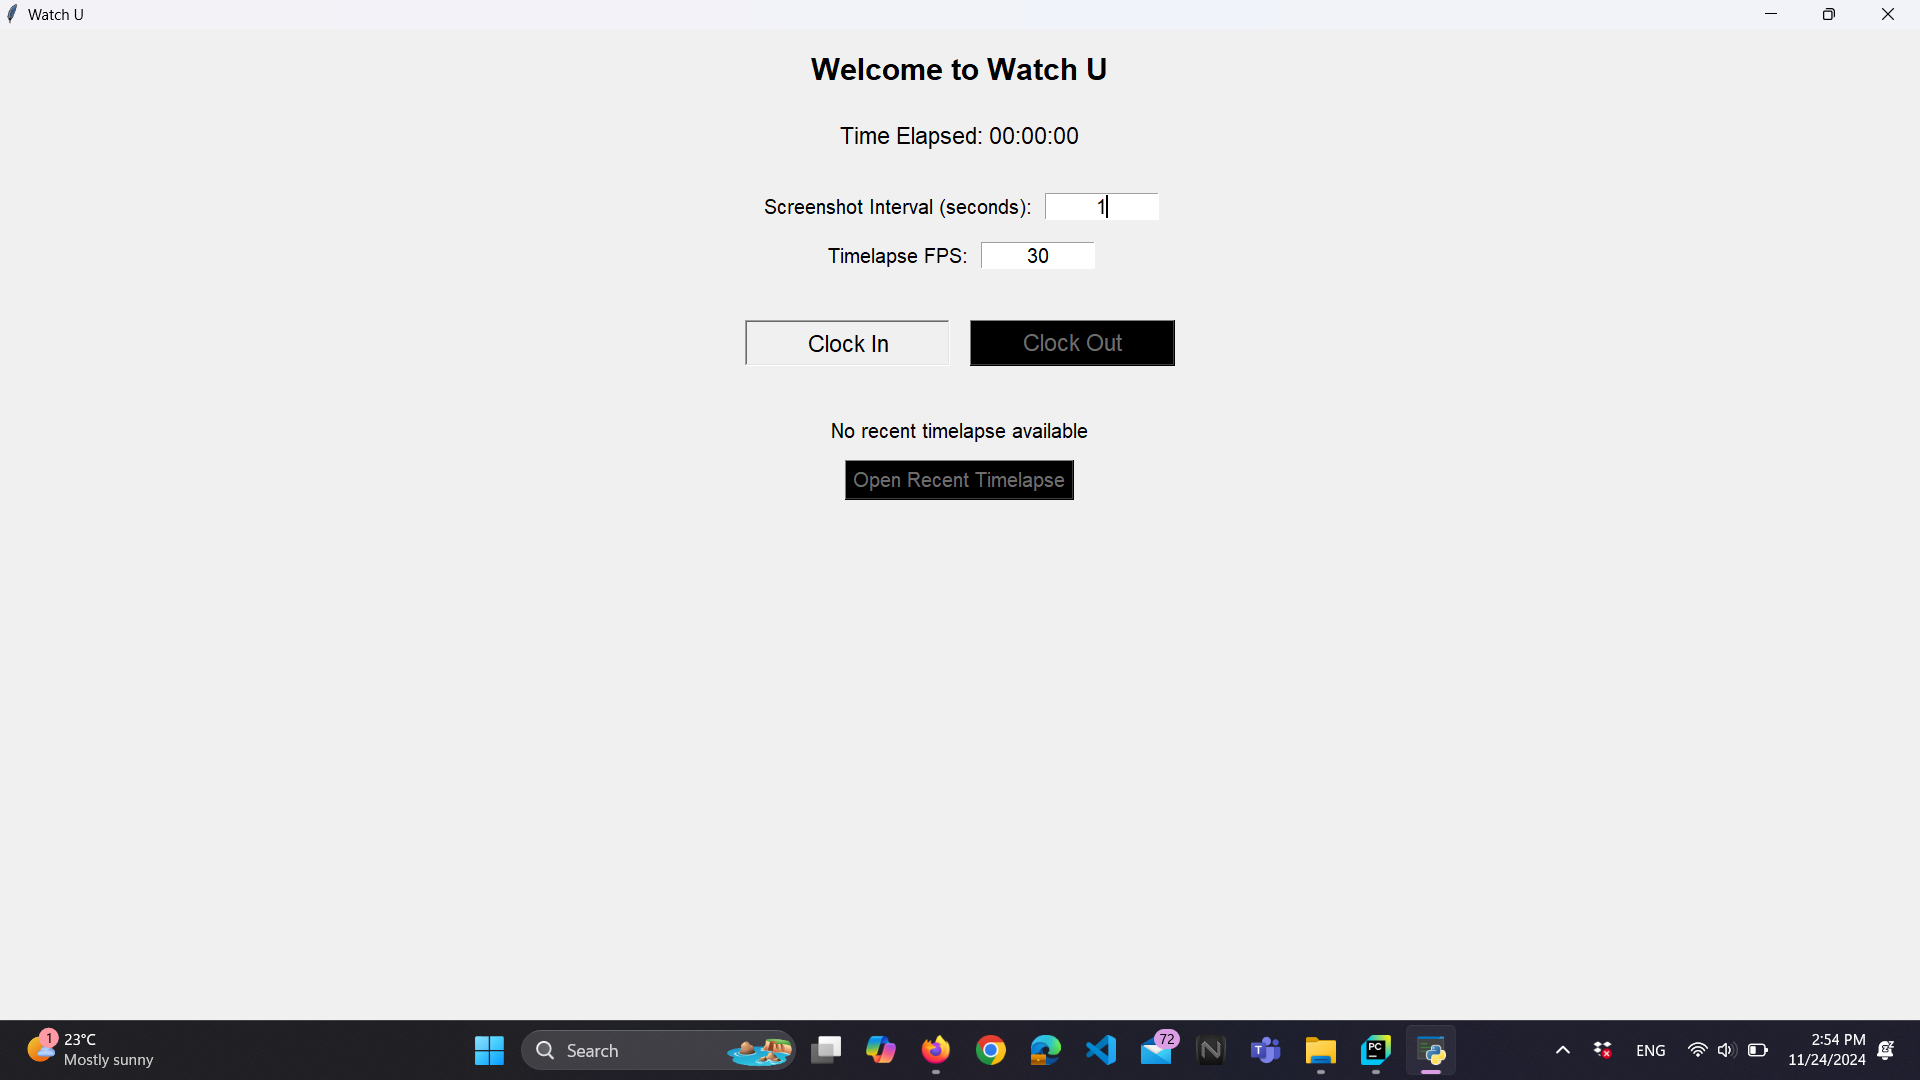 Watch U
Welcome to Watch U
Time Elapsed: 00:00:00
Screenshot Interval (seconds): 1
Timelapse FPS: 30
Clock In Clock Out
No recent timelapse available
Open Recent Timelapse
1
23°C
Mostly sunny
Search
72
N
T
PC
ENG
2:54 PM
11/24/2024